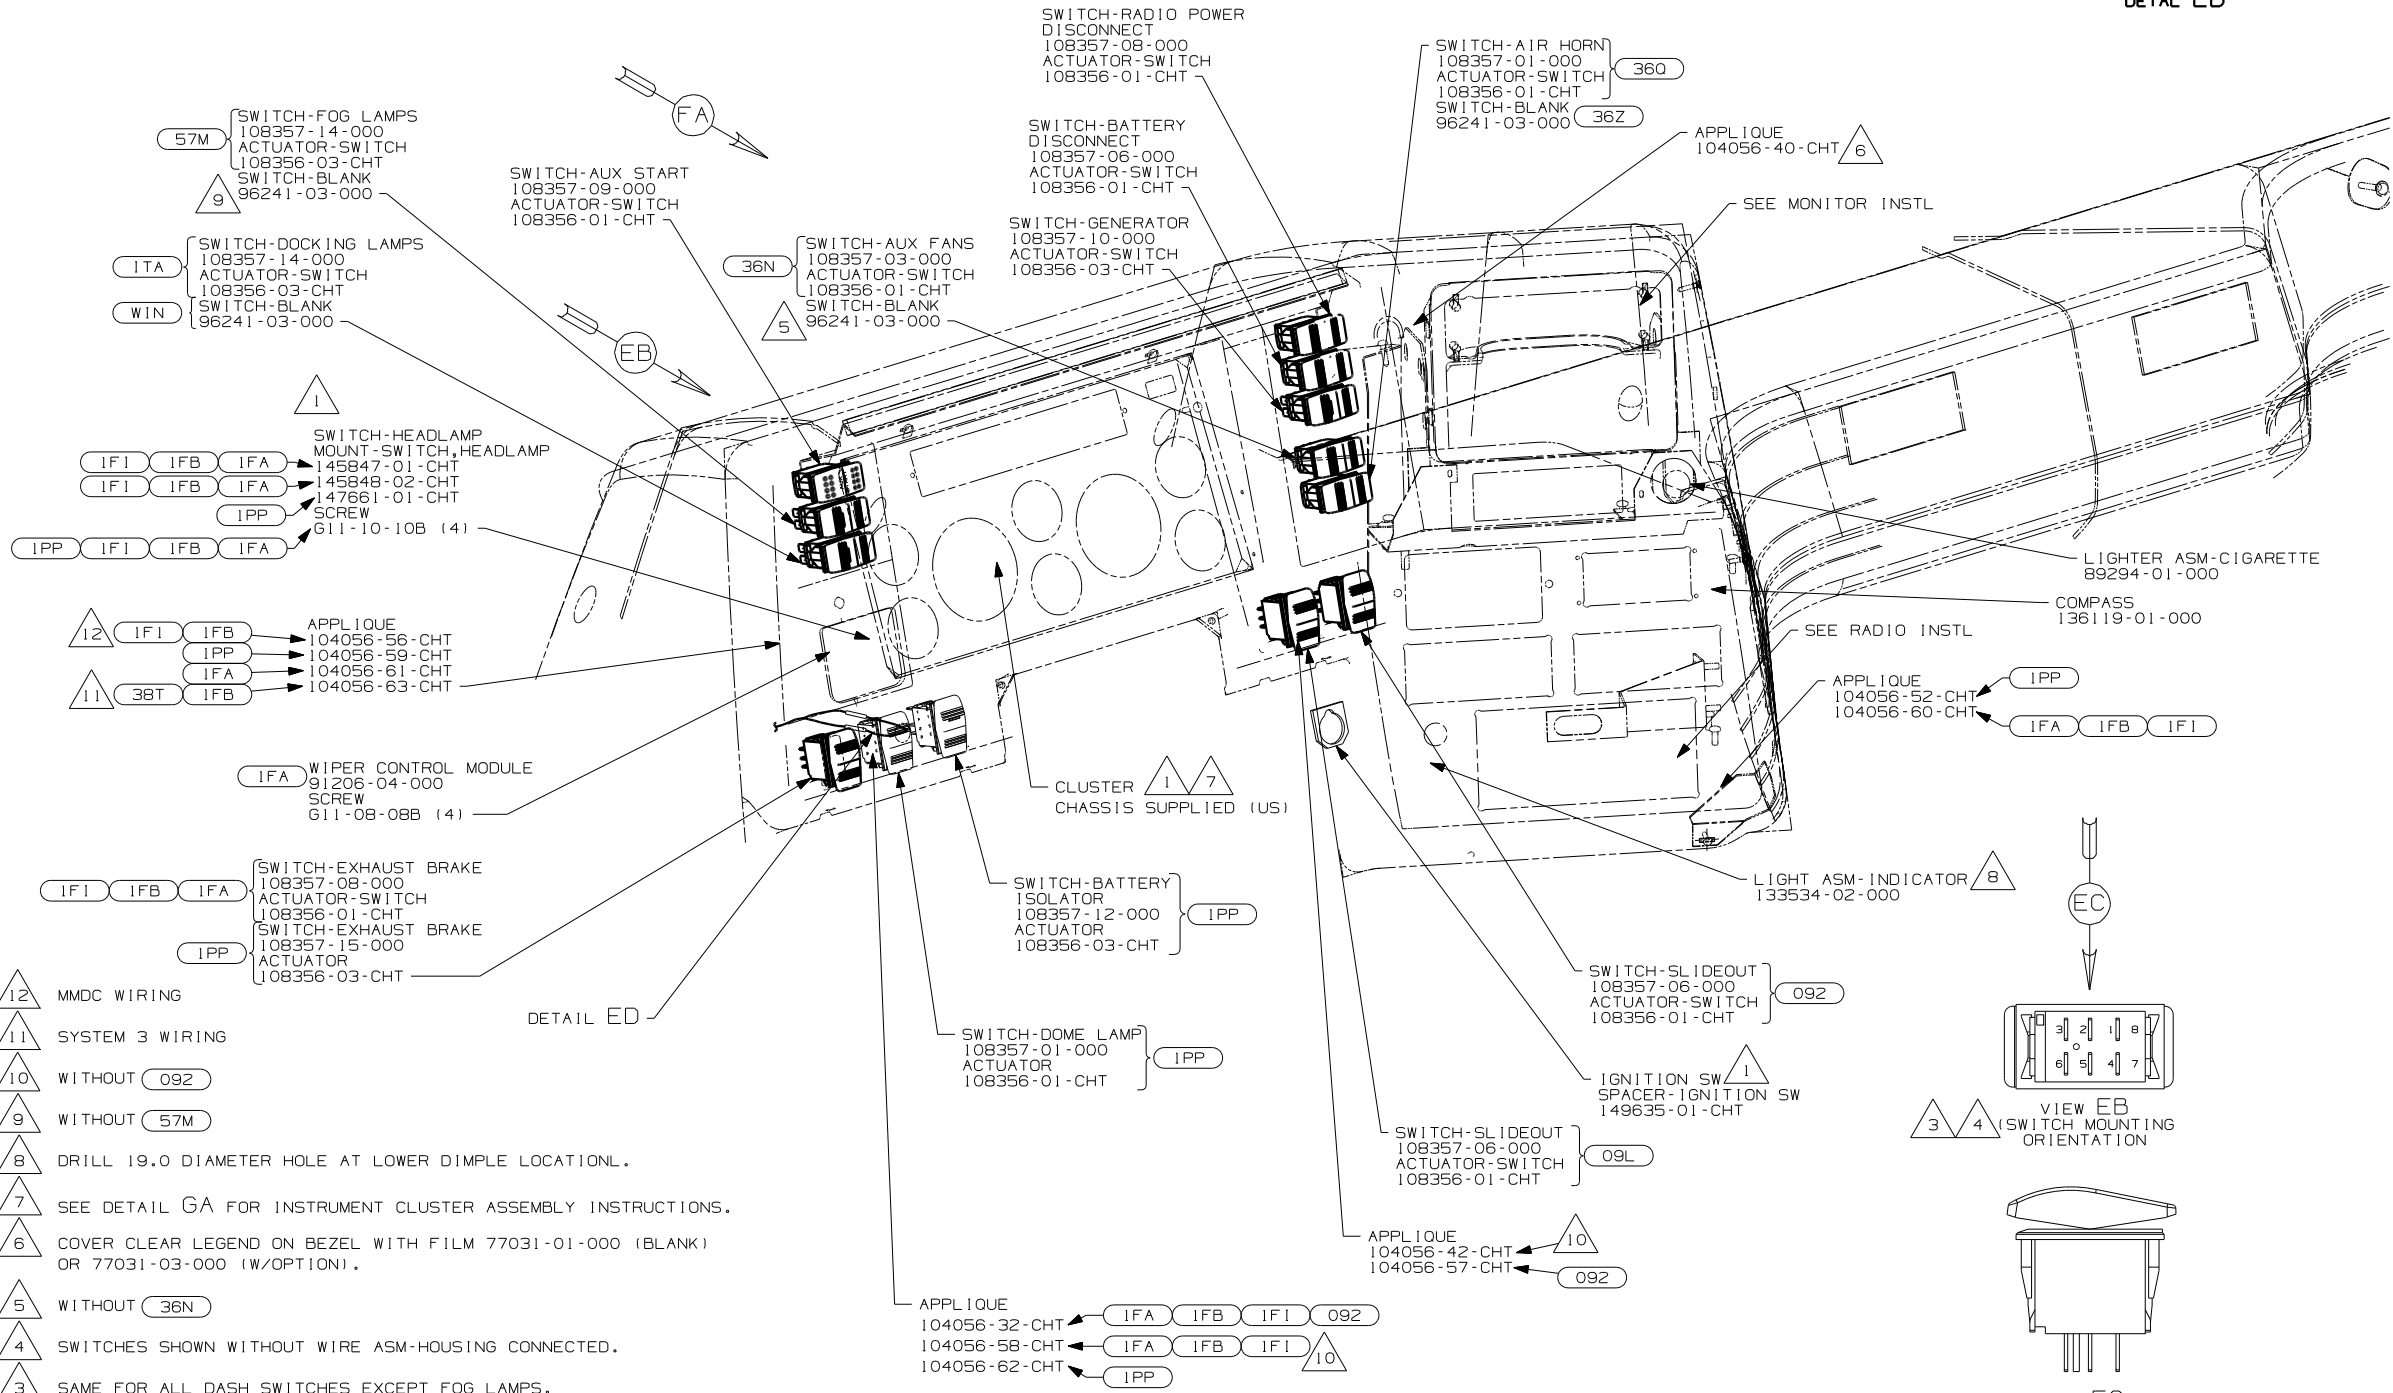 DETAL ED
SWITCH-RADIO POWER
DISCONNECT
108357-08-000
ACTUATOR-SWITCH
108356-01-CHT
SWITCH-AIR HORN
108357-01-000
ACTUATOR-SWITCH
108356-01-CHT
36Q
SWITCH-BLANK
96241-03-000
36Z
FA
57M
SWITCH-FOG LAMPS
108357-14-000
ACTUATOR-SWITCH
108356-03-CHT
SWITCH-BLANK
96241-03-000
9
SWITCH-AUX START
108357-09-000
ACTUATOR-SWITCH
108356-01-CHT
SWITCH-BATTERY
DISCONNECT
108357-06-000
ACTUATOR-SWITCH
108356-01-CHT
APPLIQUE
104056-40-CHT
6
SEE MONITOR INSTL
SWITCH-GENERATOR
108357-10-000
ACTUATOR-SWITCH
108356-03-CHT
1TA
SWITCH-DOCKING LAMPS
108357-14-000
ACTUATOR-SWITCH
108356-03-CHT
WIN
SWITCH-BLANK
96241-03-000
36N
SWITCH-AUX FANS
108357-03-000
ACTUATOR-SWITCH
108356-01-CHT
SWITCH-BLANK
96241-03-000
5
EB
1
SWITCH-HEADLAMP
MOUNT-SWITCH,HEADLAMP
1FI 1FB 1FA 145847-01-CHT
1FI 1FB 1FA 145848-02-CHT
1PP 147661-01-CHT
SCREW
1PP 1FI 1FB 1FA G11-10-10B (4)
LIGHTER ASM-CIGARETTE
89294-01-000
COMPASS
136119-01-000
SEE RADIO INSTL
APPLIQUE
12 1FI 1FB 104056-56-CHT
1PP 104056-59-CHT
1FA 104056-61-CHT
11 38T 1FB 104056-63-CHT
APPLIQUE
104056-52-CHT 1PP
104056-60-CHT
1FA 1FB 1FI
1FA WIPER CONTROL MODULE
91206-04-000
SCREW
G11-08-08B (4)
CLUSTER 1 7
CHASSIS SUPPLIED (US)
1FI 1FB 1FA
SWITCH-EXHAUST BRAKE
108357-08-000
ACTUATOR-SWITCH
108356-01-CHT
1PP
SWITCH-EXHAUST BRAKE
108357-15-000
ACTUATOR
108356-03-CHT
SWITCH-BATTERY
ISOLATOR
108357-12-000
ACTUATOR
108356-03-CHT
1PP
LIGHT ASM-INDICATOR 8
133534-02-000
EC
DETAIL ED
SWITCH-SLIDEOUT
108357-06-000
ACTUATOR-SWITCH
108356-01-CHT
092
SWITCH-DOME LAMP
108357-01-000
ACTUATOR
108356-01-CHT
1PP
3 2 1 8
6 5 4 7
IGNITION SW 1
SPACER-IGNITION SW
149635-01-CHT
VIEW EB
3 4 (SWITCH MOUNTING
ORIENTATION
SWITCH-SLIDEOUT
108357-06-000
ACTUATOR-SWITCH
108356-01-CHT
09L
APPLIQUE
104056-42-CHT 10
104056-57-CHT
092
APPLIQUE
104056-32-CHT 1FA 1FB 1FI 092
104056-58-CHT 1FA 1FB 1FI 10
104056-62-CHT 1PP
12 MMDC WIRING
11 SYSTEM 3 WIRING
10 WITHOUT 092
9 WITHOUT 57M
8 DRILL 19.0 DIAMETER HOLE AT LOWER DIMPLE LOCATIONL.
7 SEE DETAIL GA FOR INSTRUMENT CLUSTER ASSEMBLY INSTRUCTIONS.
6 COVER CLEAR LEGEND ON BEZEL WITH FILM 77031-01-000 (BLANK)
OR 77031-03-000 (W/OPTION).
5 WITHOUT 36N
4 SWITCHES SHOWN WITHOUT WIRE ASM-HOUSING CONNECTED.
3 SAME FOR ALL DASH SWITCHES EXCEPT FOG LAMPS.